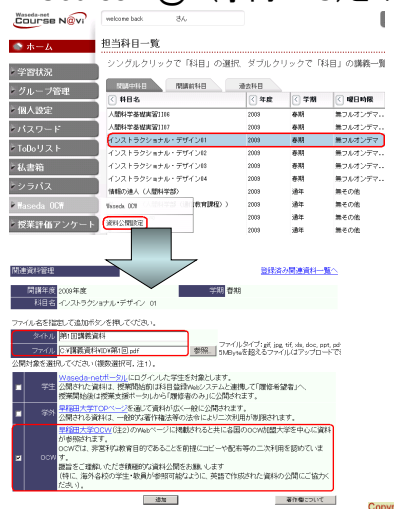 Waseda-net
Course N@vi
welcome back　さん
ホーム
学習状況
グループ管理
個人設定
パスワード
ToDoリスト
私書箱
シラバス
Waseda OCW
授業評価アンケート
担当科目一覧
シングルクリックで「科目」の選択、ダブルクリックで「科目」の講義一覧
開講中科目　開講前科目　過去科目
科目名　年度　学期　曜日時限
人間科学基礎実習1106　2009　春期　無フルオンデマ..
人間科学基礎実習1107　2009　春期　無フルオンデマ..
インストラクショナル・デザイン01　2009　春期　無フルオンデマ..
インストラクショナル・デザイン02　2009　春期　無フルオンデマ..
インストラクショナル・デザイン03　2009　春期　無フルオンデマ..
インストラクショナル・デザイン04　2009　春期　無フルオンデマ..
情報の達人（人間科学部）　2009　通年　無その他
Waseda OCW　教育課程））　2009　通年　無その他
資料公開設定　2009　通年　無その他
2009　通年　無その他
関連資料管理　登録済み関連資料一覧へ
開講年度　2009年度　学期　春期
科目名　インストラクショナル・デザイン 01
ファイル名を指定して追加ボタンを押してください。
タイトル　第1回講義資料
ファイル　C:¥講義資料¥ID¥第1回.pdf　参照...　ファイルタイプ:gif, jpg, tif, xls, doc, ppt, pdf
5MByteを超えるファイルはアップロードで
公開対象を選択してください（複数選択可。注1）。
学生　Waseda-netポータルにログインした学生を対象とします。
公開された資料は、授業開始前は科目登録Webシステムと連携して「履修希望者」へ、
授業開始後は授業支援ポータルから「履修者のみ」に公開されます。
学外　早稲田大学TOPページを通じて資料が広く一般に公開されます。
公開される資料は、一般的な著作権法等の法令により二次利用が制限されます。
OCW　早稲田大学OCW(注2)のWebページに掲載されると共に各国のOCW加盟大学を中心に資料
が参照されます。
OCWでは、非営利な教育目的であることを前提にコピーや配布等の二次利用を認めていま
す。
趣旨をご理解いただき積極的な資料公開をお願いします
(特に、海外各校の学生・教員が参照可能なように、英語で作成された資料の公開にご協力く
ださい)。
追加　著作権について